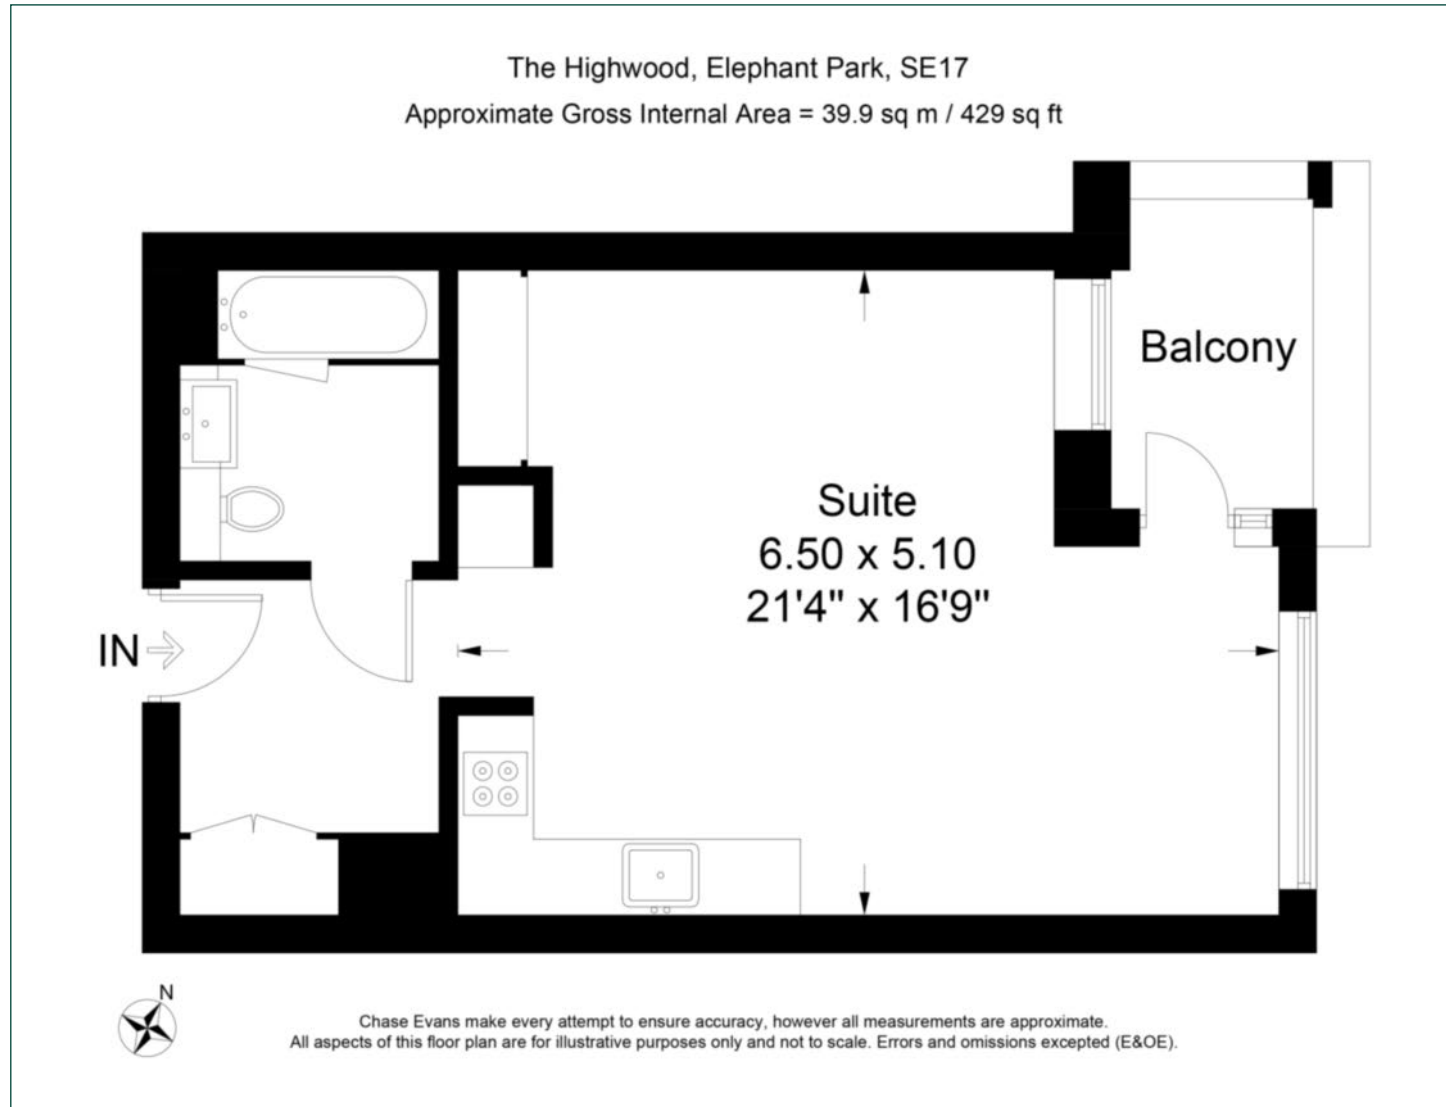 The Highwood, Elephant Park, SE17
Approximate Gross Internal Area = 39.9 sq m / 429 sq ft
Balcony
Suite
6.50 x 5.10
21'4" x 16'9"
IN
N
Chase Evans make every attempt to ensure accuracy, however all measurements are approximate.
All aspects of this floor plan are for illustrative purposes only and not to scale. Errors and omissions excepted (E&OE).